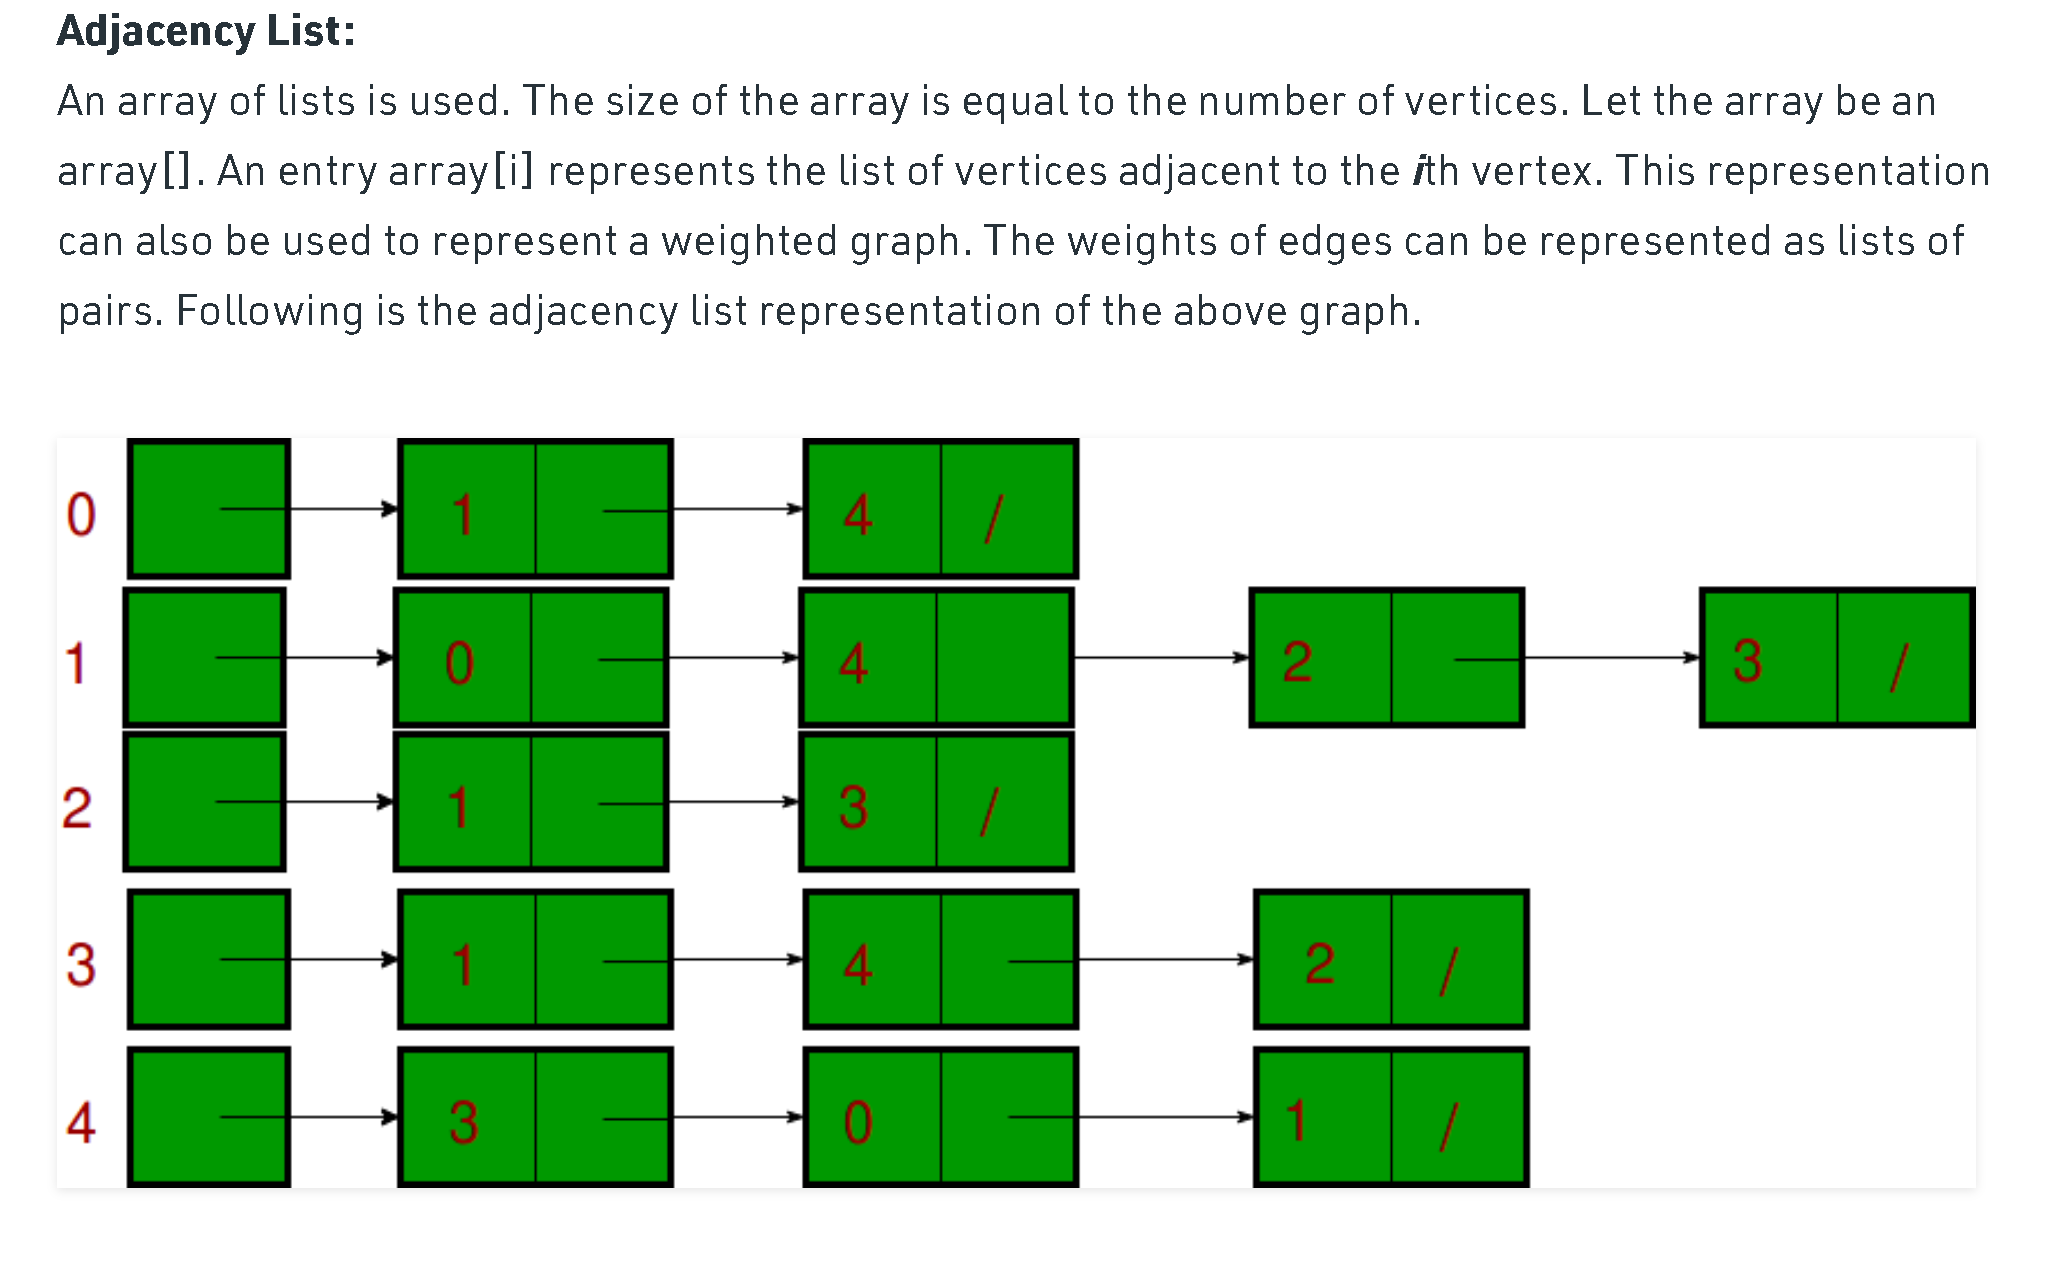 Adjacency List:
An array of lists is used. The size of the array is equal to the number of vertices. Let the array be an
array[]. An entry array[i] represents the list of vertices adjacent to the ith vertex. This representation
can also be used to represent a weighted graph. The weights of edges can be represented as lists of
pairs. Following is the adjacency list representation of the above graph.
0 1 4 /
1 0 4 2 3 /
2 1 3 /
3 1 4 2 /
4 3 0 1 /